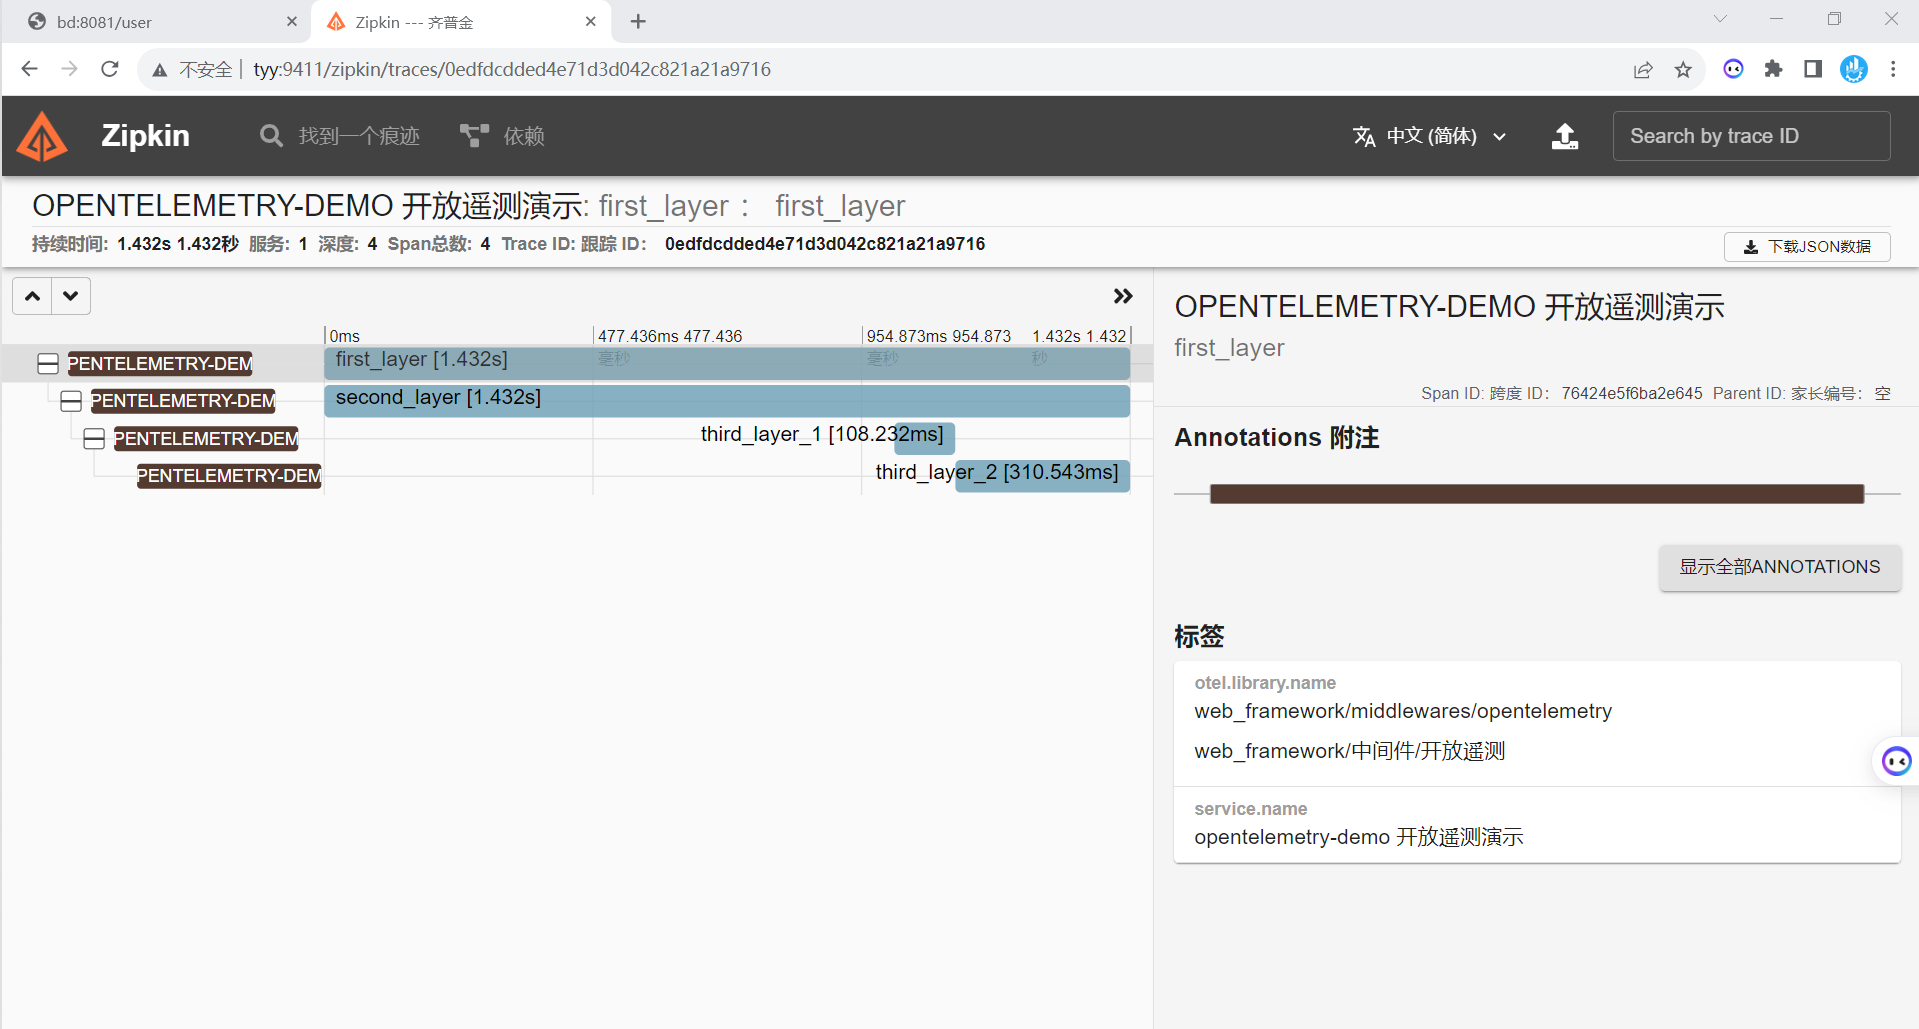 bd:8081/user
Zipkin --- 齐普金
不安全 tyy:9411/zipkin/traces/0edfdcdded4e71d3d042c821a21a9716
Zipkin 找到一个痕迹 依赖 中文 (简体) Search by trace ID
OPENTELEMETRY-DEMO 开放遥测演示: first_layer ： first_layer
持续时间: 1.432s 1.432秒 服务: 1 深度: 4 Span总数: 4 Trace ID: 跟踪 ID： 0edfdcdded4e71d3d042c821a21a9716
下载JSON数据
0ms 477.436ms 477.436 毫秒 954.873ms 954.873 毫秒 1.432s 1.432 秒
PENTELEMETRY-DEM first_layer [1.432s]
PENTELEMETRY-DEM second_layer [1.432s]
PENTELEMETRY-DEM third_layer_1 [108.232ms]
PENTELEMETRY-DEM third_layer_2 [310.543ms]
OPENTELEMETRY-DEMO 开放遥测演示
first_layer
Span ID: 跨度 ID： 76424e5f6ba2e645 Parent ID: 家长编号： 空
Annotations 附注
显示全部ANNOTATIONS
标签
otel.library.name
web_framework/middlewares/opentelemetry
web_framework/中间件/开放遥测
service.name
opentelemetry-demo 开放遥测演示